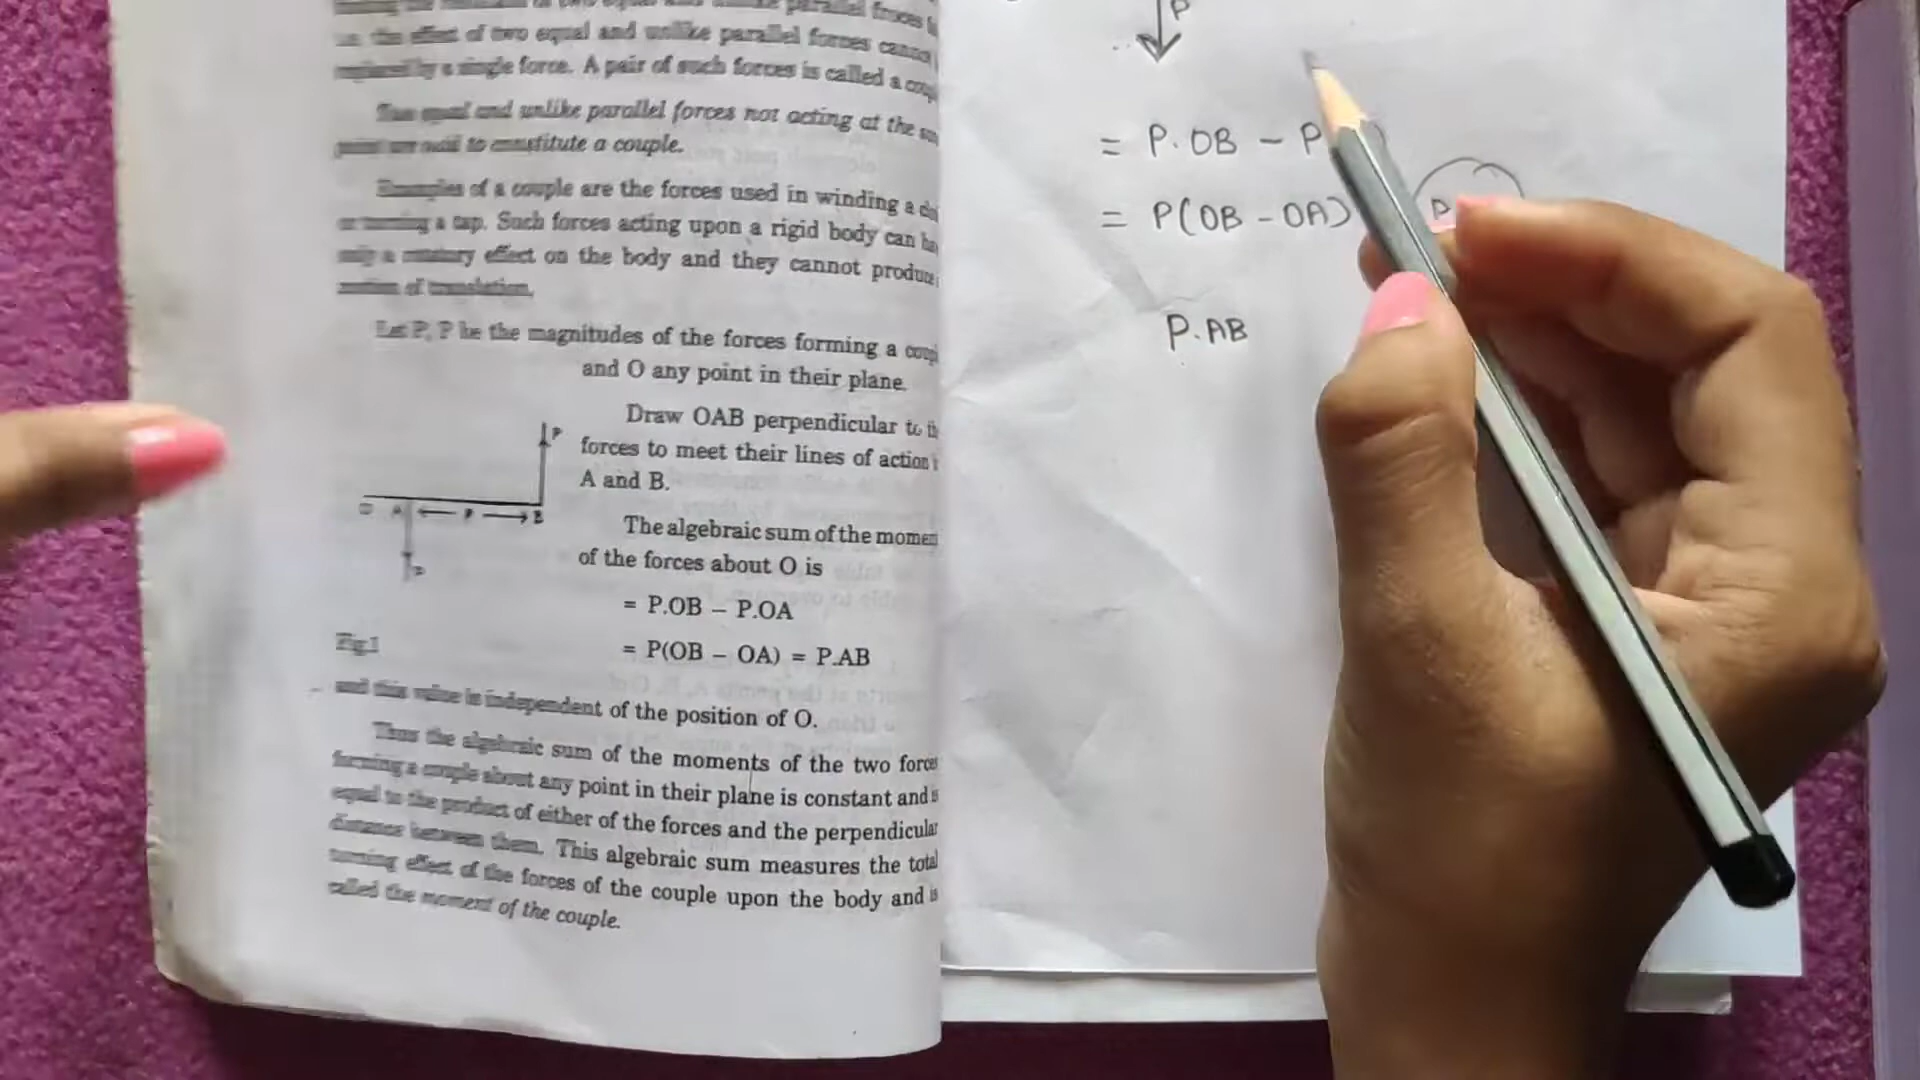 of two equal and unlike parallel forces
the effect of two equal and unlike parallel forces
replaced by a single force. A pair of such forces is called a
Two equal and unlike parallel forces not acting at the
point are said to constitute a couple.
Examples of a couple are the forces used in winding a
or turning a tap. Such forces acting upon a rigid body can
only a rotatory effect on the body and they cannot produce
motion of translation.
Let P, P be the magnitudes of the forces forming a
and O any point in their plane.
Draw OAB perpendicular to
forces to meet their lines of action
A and B.
P
O A P B
P
The algebraic sum of the
of the forces about O is
= P.OB – P.OA
= P(OB – OA) = P.AB
Fig.1
and this value is independent of the position of O.
Thus the algebraic sum of the moments of the two
forming a couple about any point in their plane is constant and
equal to the product of either of the forces and the perpendicular
distance between them. This algebraic sum measures the total
turning effect of the forces of the couple upon the body and is
called the moment of the couple.
P
= P.OB – P
= P(OB – OA)
P.AB